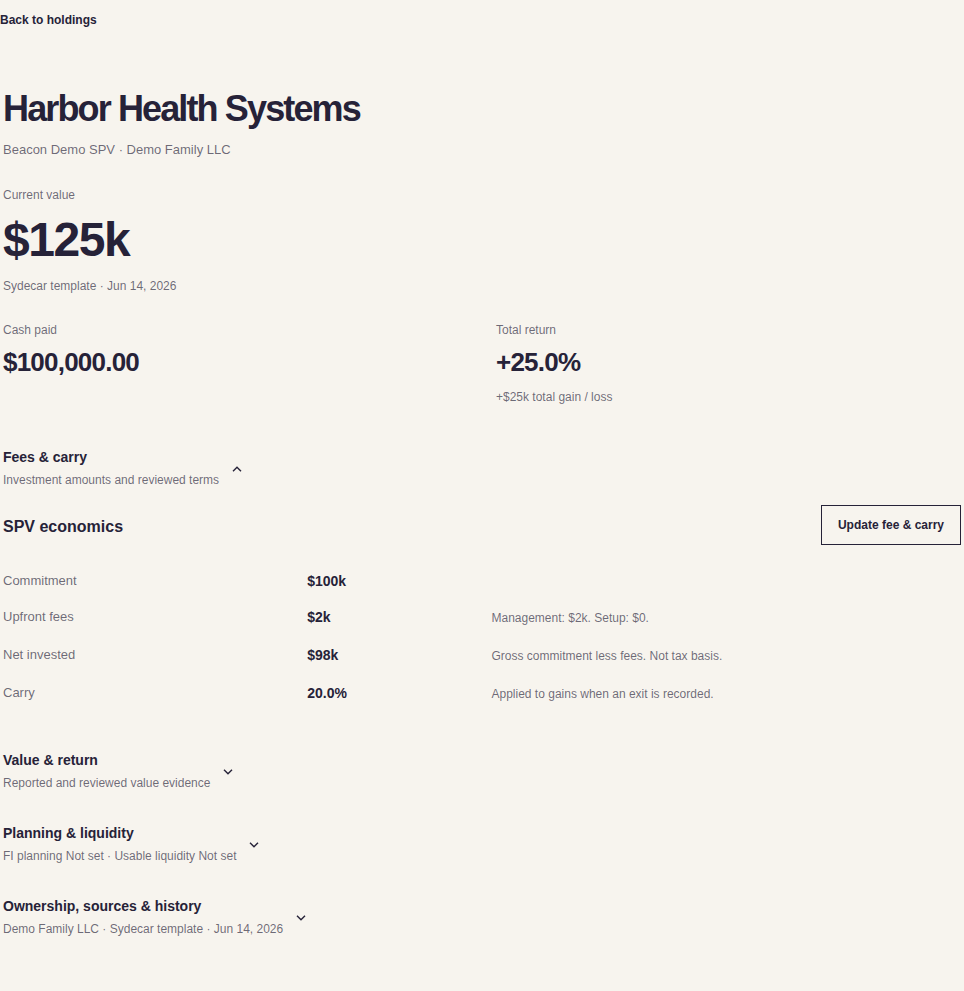 Back to holdings
Harbor Health Systems
Beacon Demo SPV · Demo Family LLC
Current value
$125k
Sydecar template · Jun 14, 2026
Cash paid
$100,000.00
Total return
+25.0%
+$25k total gain / loss
Fees & carry
Investment amounts and reviewed terms
SPV economics
Update fee & carry
Commitment $100k
Upfront fees $2k Management: $2k. Setup: $0.
Net invested $98k Gross commitment less fees. Not tax basis.
Carry 20.0% Applied to gains when an exit is recorded.
Value & return
Reported and reviewed value evidence
Planning & liquidity
FI planning Not set · Usable liquidity Not set
Ownership, sources & history
Demo Family LLC · Sydecar template · Jun 14, 2026